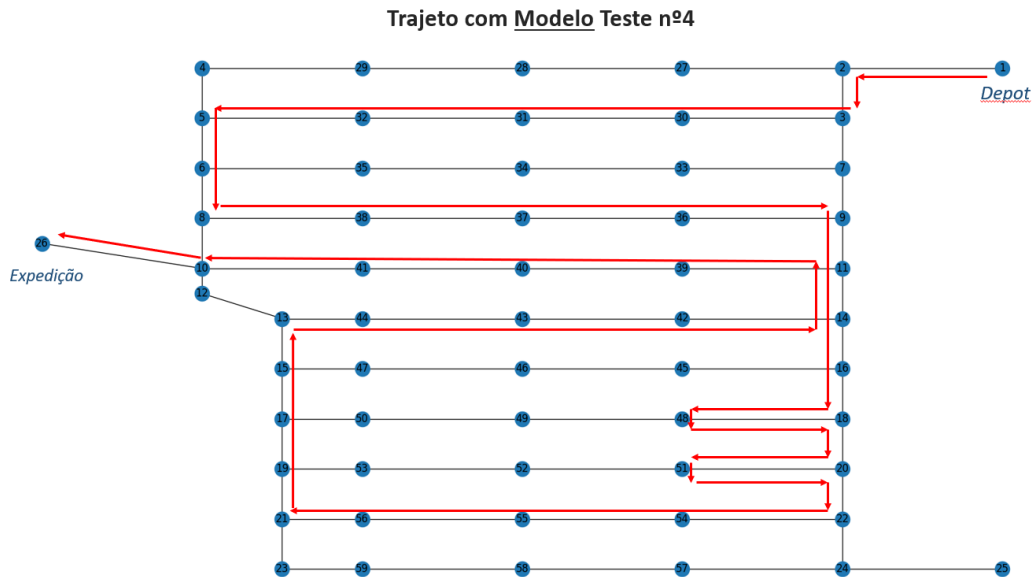 Trajeto com Modelo Teste nº4
4 29 28 27 2 1
Depot
5 32 31 30 3
6 35 34 33 7
8 38 37 36 9
26
Expedição
10 41 40 39 11
12
13 44 43 42 14
15 47 46 45 16
17 50 49 48 18
19 53 52 51 20
21 56 55 54 22
23 59 58 57 24 25